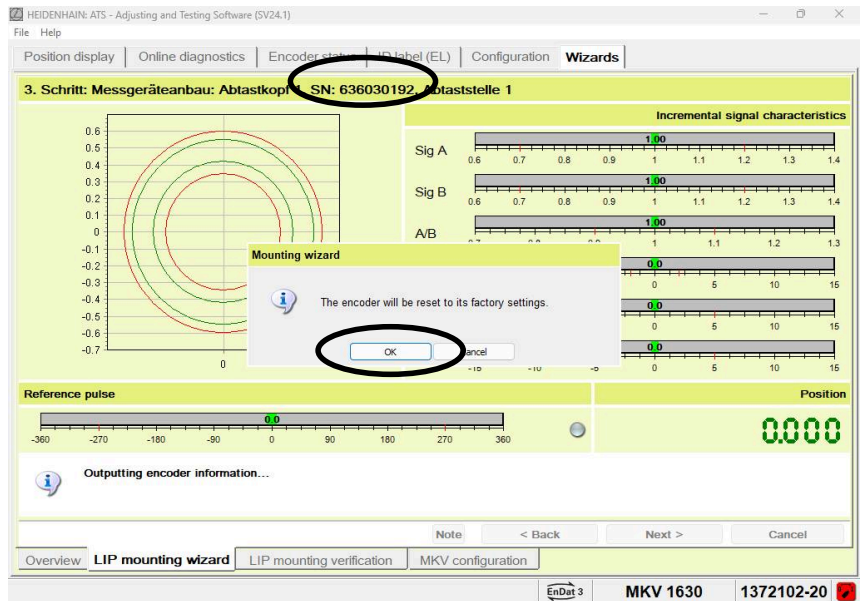 HEIDENHAIN: ATS - Adjusting and Testing Software (SV24.1)
File Help
Position display Online diagnostics Encoder status ID label (EL) Configuration Wizards
3. Schritt: Messgeräteanbau: Abtastkopf 1, SN: 636030192, Abtaststelle 1
Incremental signal characteristics
0.6
0.5
0.4
0.3
0.2
0.1
0
-0.1
-0.2
-0.3
-0.4
-0.5
-0.6
-0.7
0
Sig A
1.00
0.6 0.7 0.8 0.9 1 1.1 1.2 1.3 1.4
Sig B
1.00
0.6 0.7 0.8 0.9 1 1.1 1.2 1.3 1.4
A/B
1.00
1 1.1 1.2 1.3
0.0
0 5 10 15
0.0
0 5 10 15
0.0
-15 -10 -5 0 5 10 15
Mounting wizard
The encoder will be reset to its factory settings.
OK Cancel
Reference pulse
0.0
-360 -270 -180 -90 0 90 180 270 360
Position
0.000
Outputting encoder information...
Note < Back Next > Cancel
Overview LIP mounting wizard LIP mounting verification MKV configuration
EnDat 3 MKV 1630 1372102-20